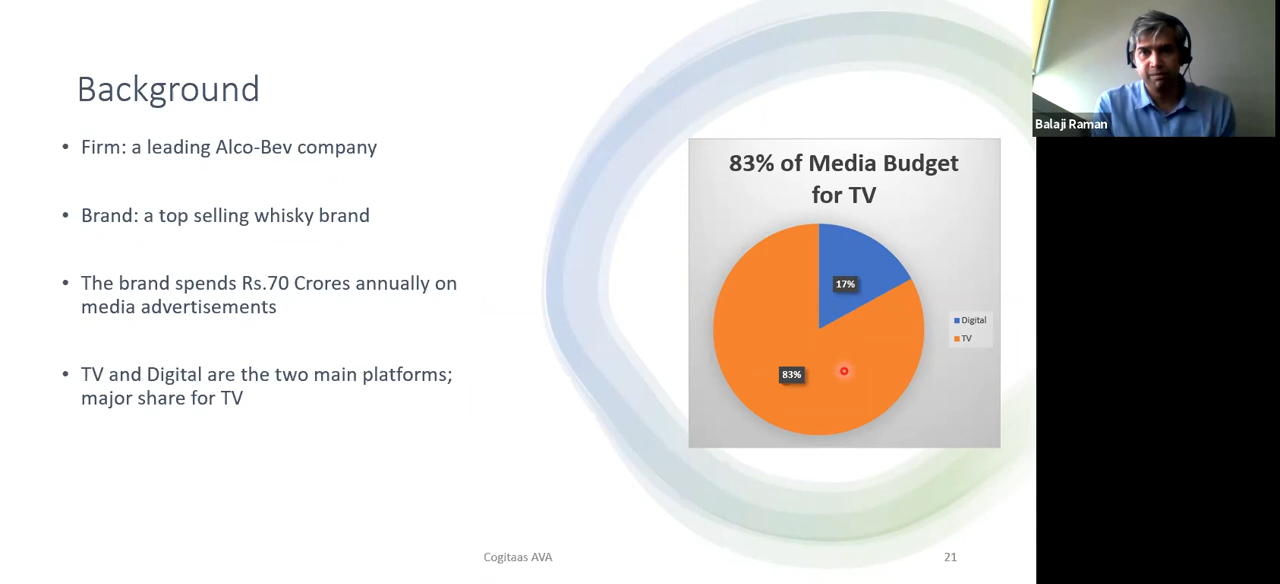 Background
• Firm: a leading Alco-Bev company
• Brand: a top selling whisky brand
• The brand spends Rs.70 Crores annually on
media advertisements
• TV and Digital are the two main platforms;
major share for TV
83% of Media Budget
for TV
17%
83%
Digital
TV
Balaji Raman
Cogitaas AVA
21